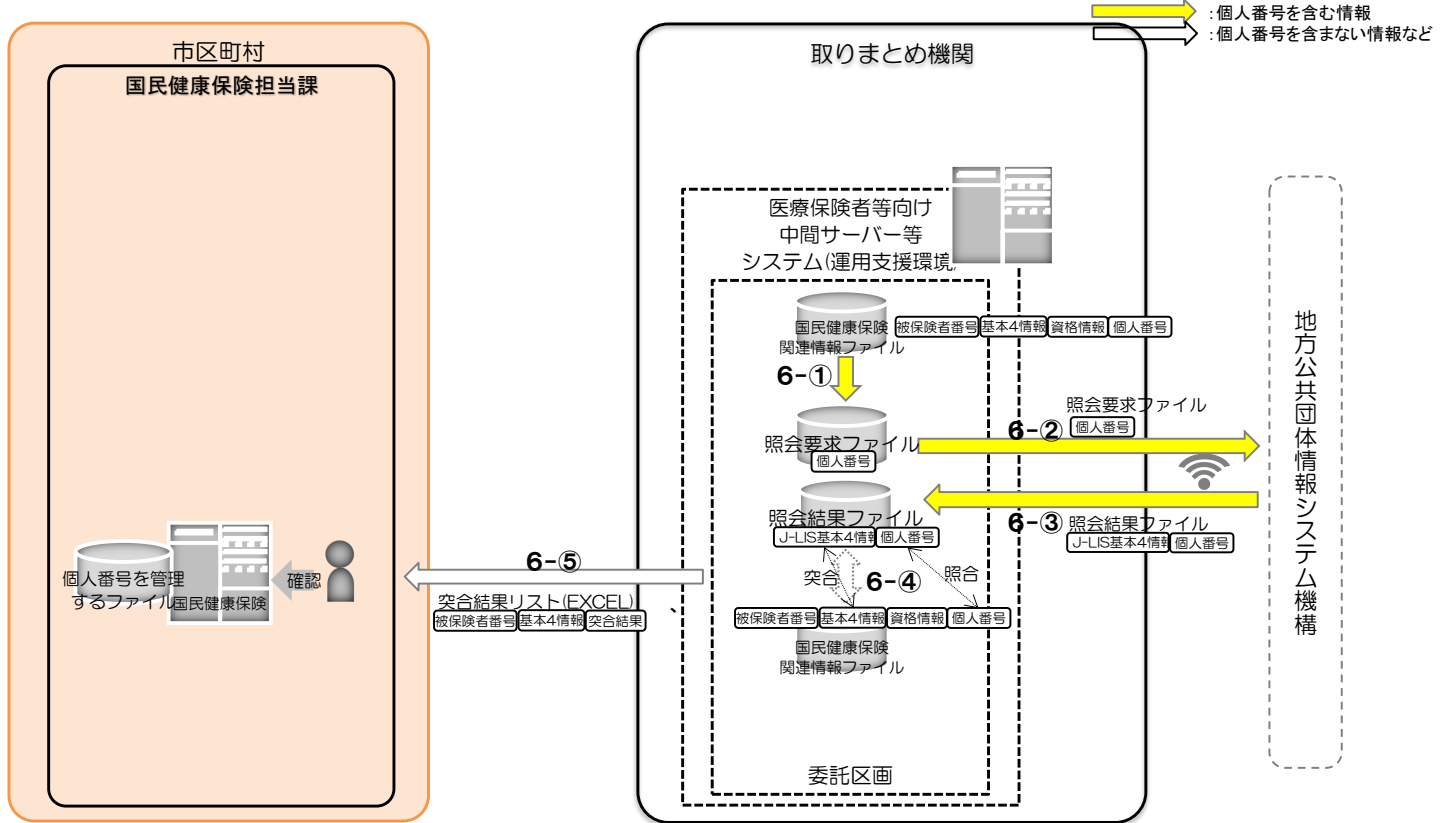 :個人番号を含む情報
:個人番号を含まない情報など
市区町村
国民健康保険担当課
取りまとめ機関
医療保険者等向け
中間サーバー等
システム(運用支援環境
国民健康保険
関連情報ファイル
被保険者番号 基本4情報 資格情報 個人番号
6-①
照会要求ファイル
個人番号
6-②
照会要求ファイル
個人番号
照会結果ファイル
J-LIS基本4情報 個人番号
6-③
照会結果ファイル
J-LIS基本4情報 個人番号
突合
6-④
照合
被保険者番号 基本4情報 資格情報 個人番号
国民健康保険
関連情報ファイル
委託区画
6-⑤
突合結果リスト(EXCEL)
被保険者番号 基本4情報 突合結果
、
個人番号を管理
するファイル
国民健康保険
確認
地方公共団体情報システム機構